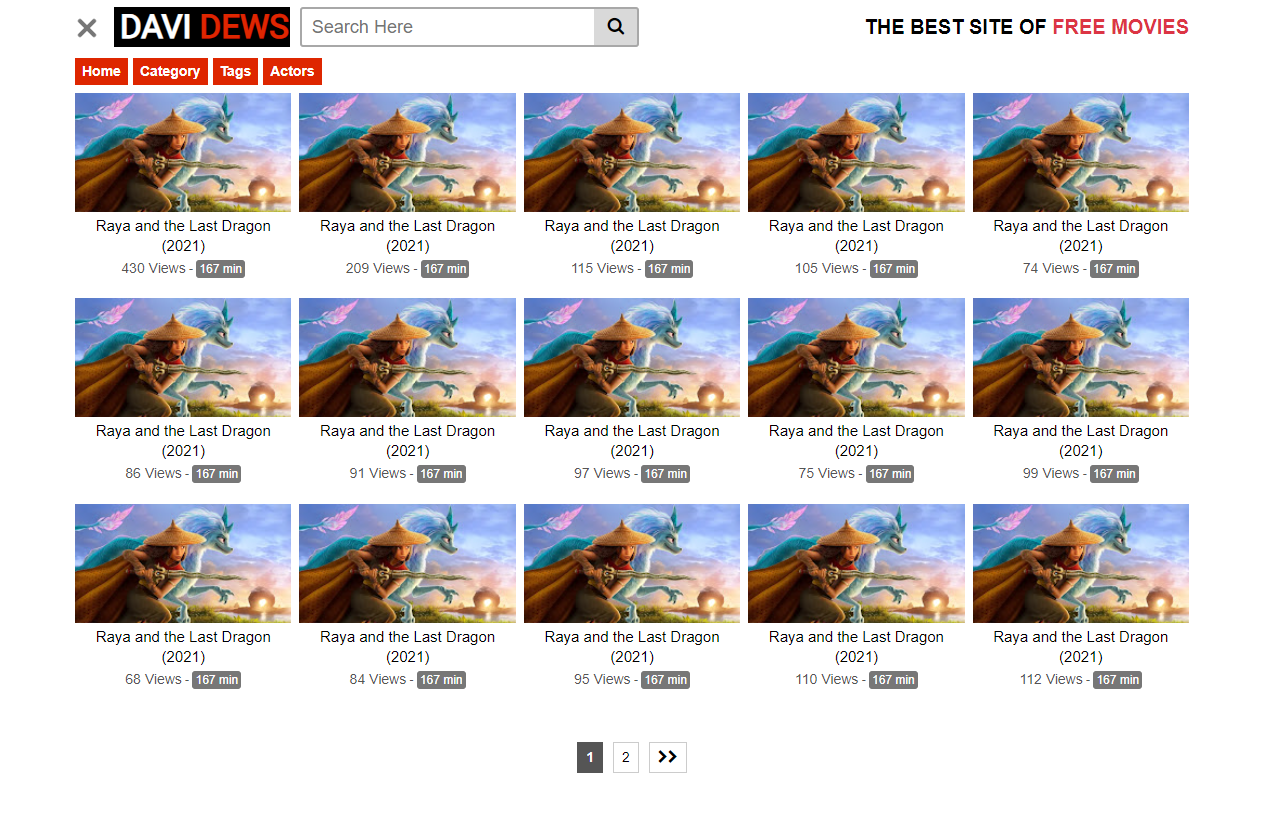 DAVI DEWS
Search Here
THE BEST SITE OF FREE MOVIES
Home
Category
Tags
Actors
Raya and the Last Dragon
(2021)
430 Views - 167 min
Raya and the Last Dragon
(2021)
209 Views - 167 min
Raya and the Last Dragon
(2021)
115 Views - 167 min
Raya and the Last Dragon
(2021)
105 Views - 167 min
Raya and the Last Dragon
(2021)
74 Views - 167 min
Raya and the Last Dragon
(2021)
86 Views - 167 min
Raya and the Last Dragon
(2021)
91 Views - 167 min
Raya and the Last Dragon
(2021)
97 Views - 167 min
Raya and the Last Dragon
(2021)
75 Views - 167 min
Raya and the Last Dragon
(2021)
99 Views - 167 min
Raya and the Last Dragon
(2021)
68 Views - 167 min
Raya and the Last Dragon
(2021)
84 Views - 167 min
Raya and the Last Dragon
(2021)
95 Views - 167 min
Raya and the Last Dragon
(2021)
110 Views - 167 min
Raya and the Last Dragon
(2021)
112 Views - 167 min
1
2